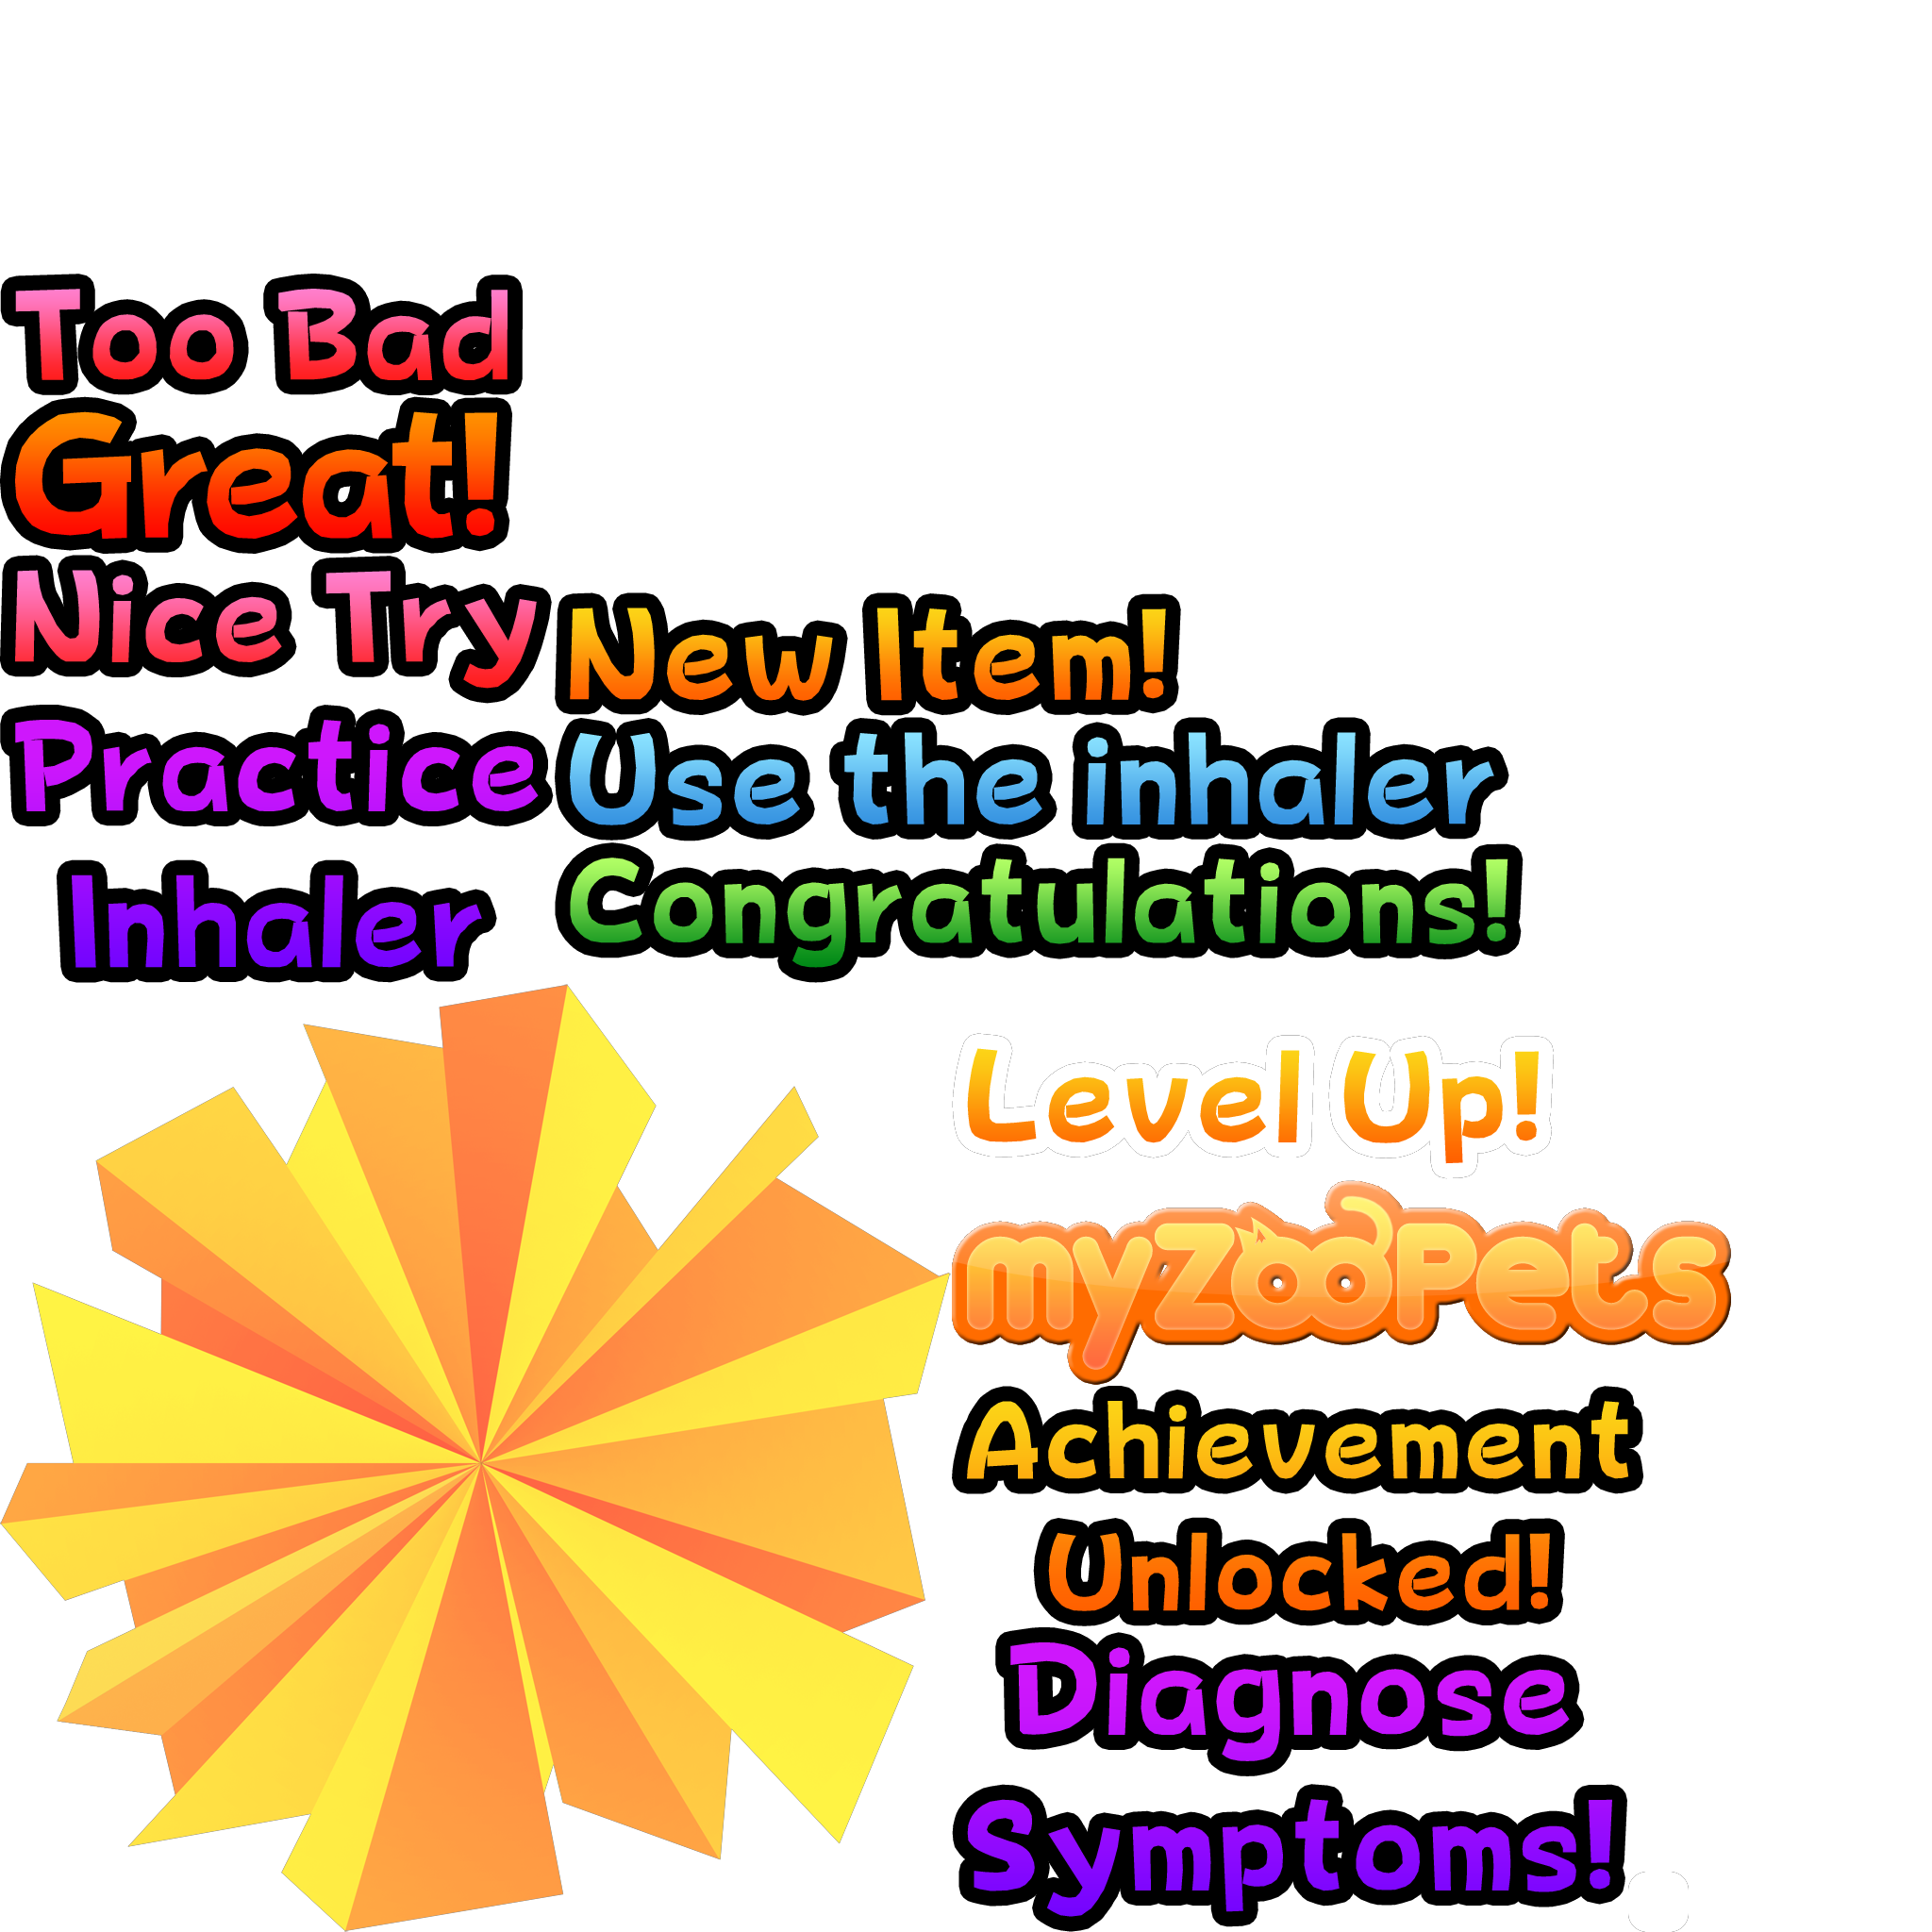 Too Bad
Great!
Nice Try
New Item!
Practice
Inhaler
Use the inhaler
Congratulations!
Level Up!
myzoopets
Achievement
Unlocked!
Diagnose
Symptoms!